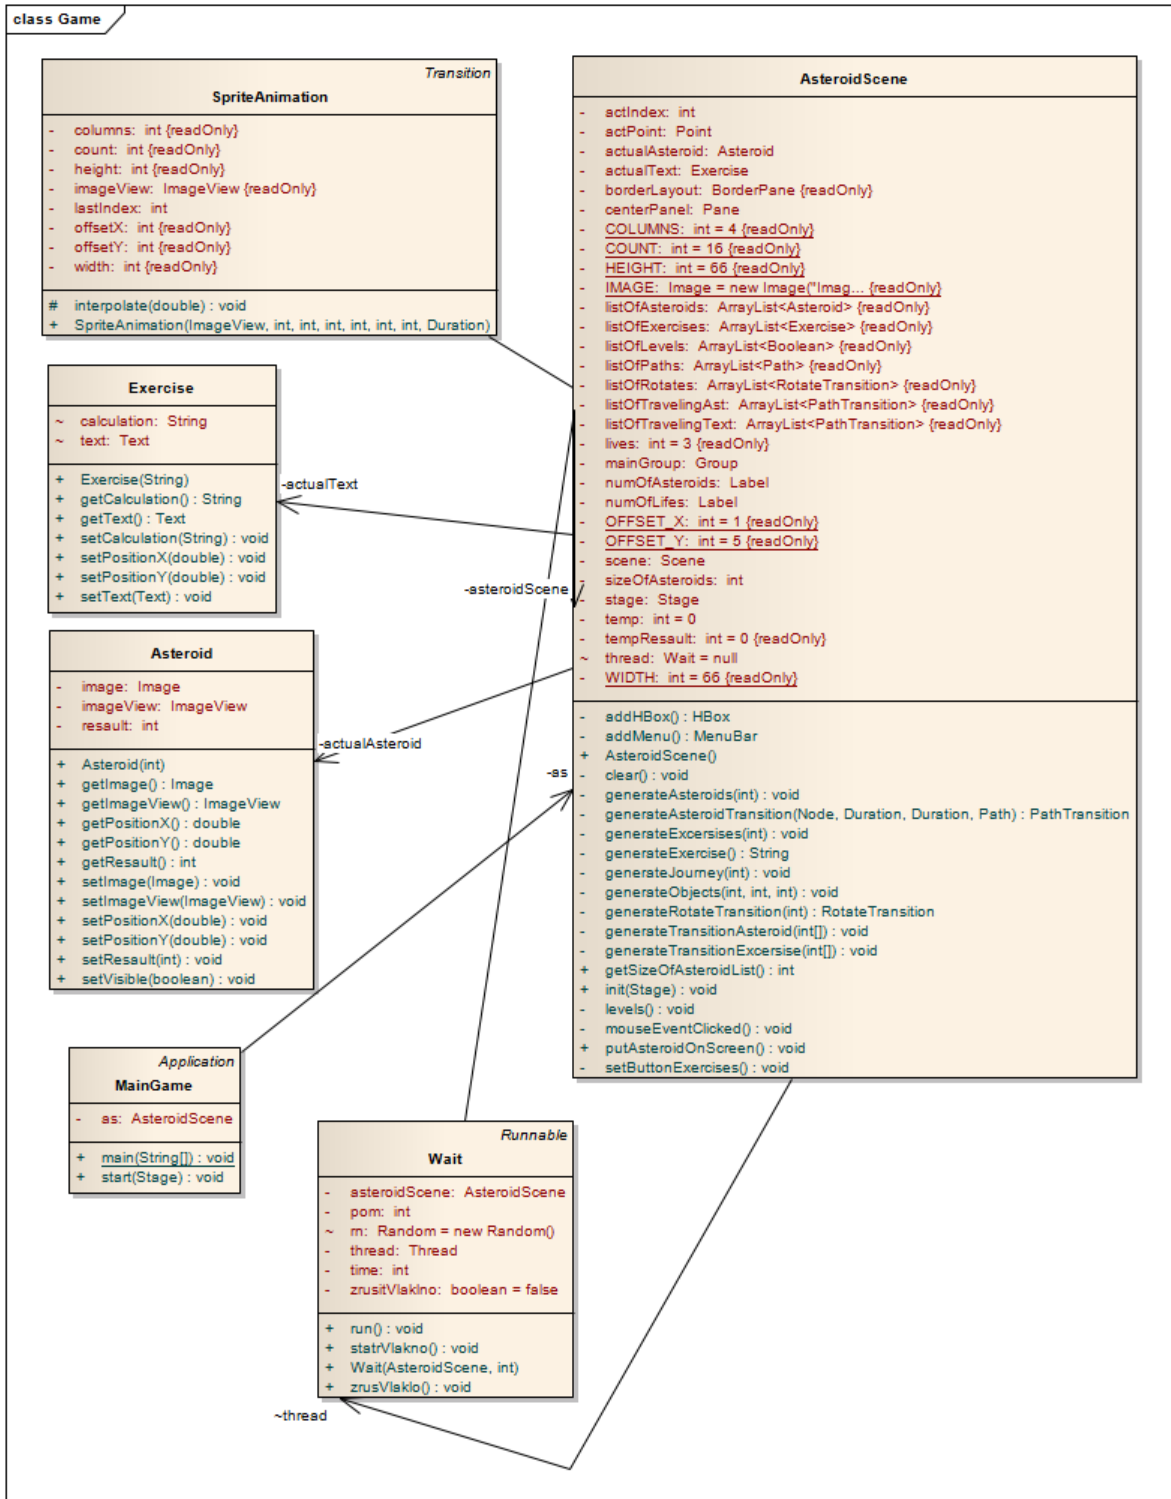 class Game
Transition
SpriteAnimation
- columns: int {readOnly}
- count: int {readOnly}
- height: int {readOnly}
- imageView: ImageView {readOnly}
- lastIndex: int
- offsetX: int {readOnly}
- offsetY: int {readOnly}
- width: int {readOnly}
# interpolate(double) : void
+ SpriteAnimation(ImageView, int, int, int, int, int, int, Duration)
Exercise
~ calculation: String
~ text: Text
+ Exercise(String)
+ getCalculation() : String
+ getText() : Text
+ setCalculation(String) : void
+ setPositionX(double) : void
+ setPositionY(double) : void
+ setText(Text) : void
-actualText
-asteroidScene
Asteroid
- image: Image
- imageView: ImageView
- resault: int
+ Asteroid(int)
+ getImage() : Image
+ getImageView() : ImageView
+ getPositionX() : double
+ getPositionY() : double
+ getResault() : int
+ setImage(Image) : void
+ setImageView(ImageView) : void
+ setPositionX(double) : void
+ setPositionY(double) : void
+ setResault(int) : void
+ setVisible(boolean) : void
-actualAsteroid
-as
AsteroidScene
- actIndex: int
- actPoint: Point
- actualAsteroid: Asteroid
- actualText: Exercise
- borderLayout: BorderPane {readOnly}
- centerPanel: Pane
- COLUMNS: int = 4 {readOnly}
- COUNT: int = 16 {readOnly}
- HEIGHT: int = 66 {readOnly}
- IMAGE: Image = new Image("Imag... {readOnly}
- listOfAsteroids: ArrayList<Asteroid> {readOnly}
- listOfExercises: ArrayList<Exercise> {readOnly}
- listOfLevels: ArrayList<Boolean> {readOnly}
- listOfPaths: ArrayList<Path> {readOnly}
- listOfRotates: ArrayList<RotateTransition> {readOnly}
- listOfTravelingAst: ArrayList<PathTransition> {readOnly}
- listOfTravelingText: ArrayList<PathTransition> {readOnly}
- lives: int = 3 {readOnly}
- mainGroup: Group
- numOfAsteroids: Label
- numOfLifes: Label
- OFFSET_X: int = 1 {readOnly}
- OFFSET_Y: int = 5 {readOnly}
- scene: Scene
- sizeOfAsteroids: int
- stage: Stage
- temp: int = 0
- tempResault: int = 0 {readOnly}
~ thread: Wait = null
- WIDTH: int = 66 {readOnly}
- addHBox() : HBox
- addMenu() : MenuBar
+ AsteroidScene()
- clear() : void
- generateAsteroids(int) : void
- generateAsteroidTransition(Node, Duration, Duration, Path) : PathTransition
- generateExcersises(int) : void
- generateExercise() : String
- generateJourney(int) : void
- generateObjects(int, int, int) : void
- generateRotateTransition(int) : RotateTransition
- generateTransitionAsteroid(int[]) : void
- generateTransitionExcersise(int[]) : void
+ getSizeOfAsteroidList() : int
+ init(Stage) : void
- levels() : void
- mouseEventClicked() : void
+ putAsteroidOnScreen() : void
- setButtonExercises() : void
Application
MainGame
- as: AsteroidScene
+ main(String[]) : void
+ start(Stage) : void
Runnable
Wait
- asteroidScene: AsteroidScene
- pom: int
~ rn: Random = new Random()
- thread: Thread
- time: int
- zrusitVlaklno: boolean = false
+ run() : void
+ statrVlakno() : void
+ Wait(AsteroidScene, int)
+ zrusVlaklo() : void
~thread